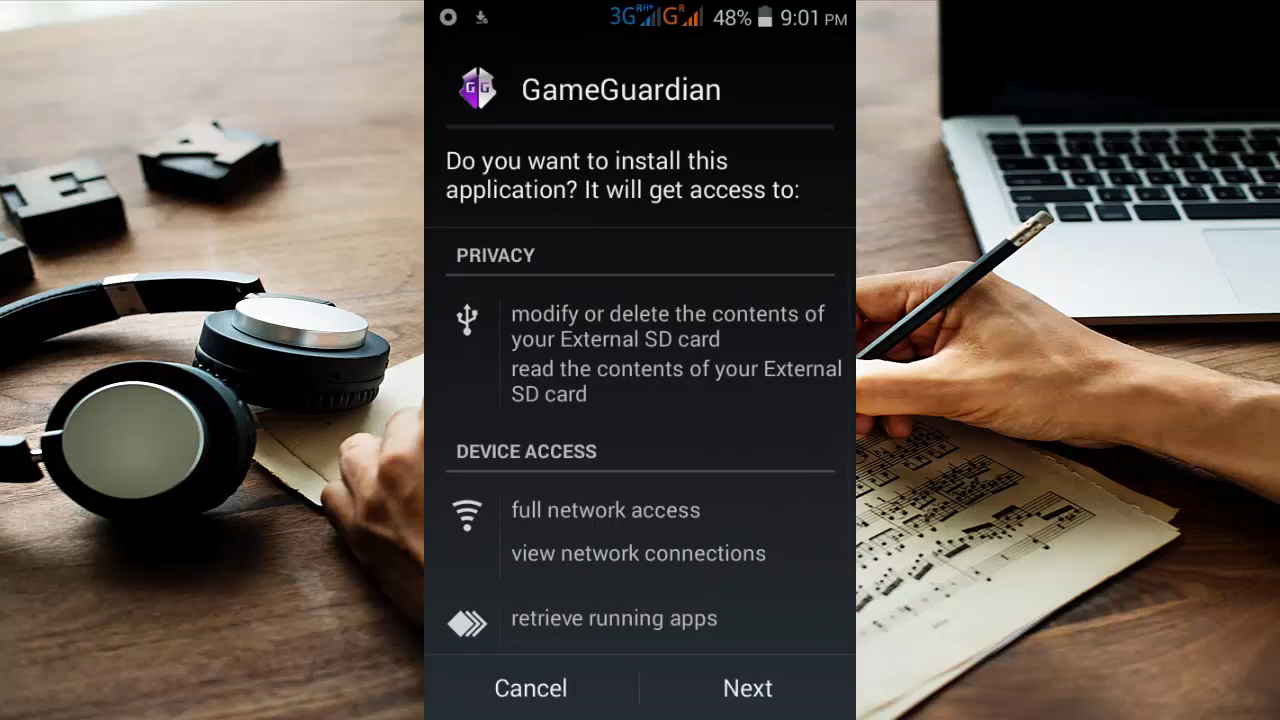 3G RH+ G R 48% 9:01 PM
GG
GameGuardian
Do you want to install this
application? It will get access to:
PRIVACY
modify or delete the contents of
your External SD card
read the contents of your External
SD card
DEVICE ACCESS
full network access
view network connections
retrieve running apps
Cancel
Next